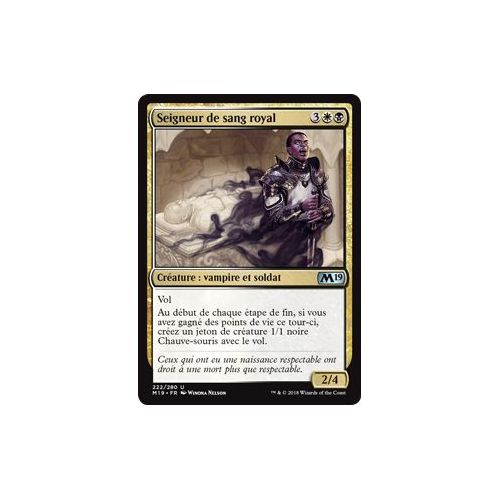 Seigneur de sang royal 3
Créature : vampire et soldat M19
Vol
Au début de chaque étape de fin, si vous
avez gagné des points de vie ce tour-ci,
créez un jeton de créature 1/1 noire
Chauve-souris avec le vol.
Ceux qui ont eu une naissance respectable ont
droit à une mort plus que respectable.
2/4
222/280 U
M19 • FR Winona Nelson ™ & © 2018 Wizards of the Coast